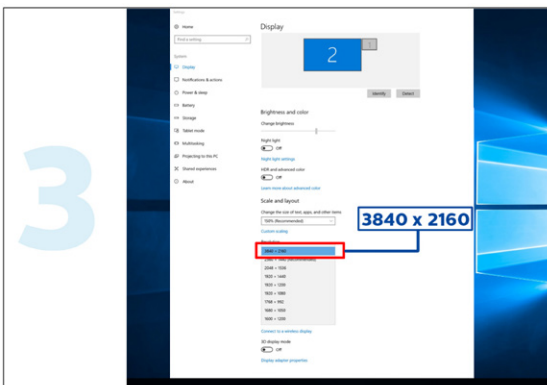 3
Home
Display
Find a setting
System
Display
Notifications & actions
Power & sleep
Battery
Storage
Tablet mode
Multitasking
Projecting to this PC
Shared experiences
About
2
1
Identify
Detect
Brightness and color
Change brightness
Night light
Off
Night light settings
HDR and advanced color
Off
Learn more about advanced color
Scale and layout
Change the size of text, apps, and other items
100% (Recommended)
Custom scaling
3840 x 2160
3840 × 2160
2048 × 1536
1920 × 1440
1920 × 1200
1920 × 1080
1680 × 1050
1600 × 1200
Connect to a wireless display
3D display mode
Off
Display adapter properties